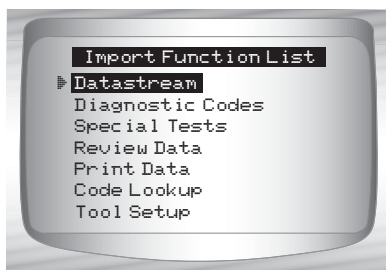 Import Function List
Datastream
Diagnostic Codes
Special Tests
Review Data
Print Data
Code Lookup
Tool Setup